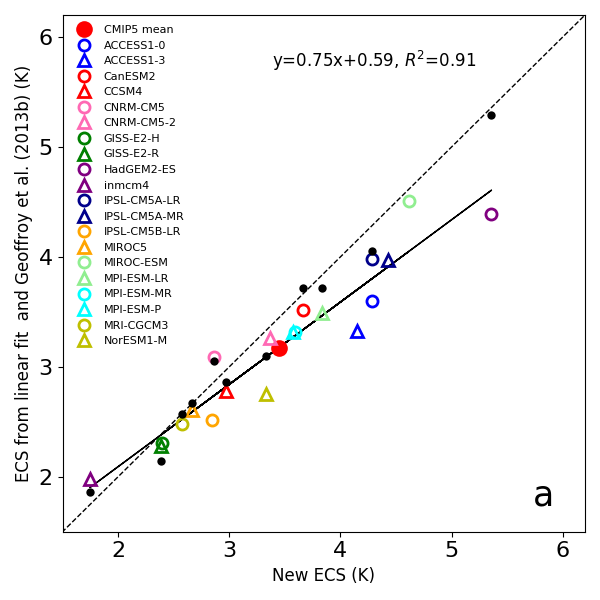 CMIP5 mean
ACCESS1-0
ACCESS1-3
CanESM2
CCSM4
CNRM-CM5
CNRM-CM5-2
GISS-E2-H
GISS-E2-R
HadGEM2-ES
inmcm4
IPSL-CM5A-LR
IPSL-CM5A-MR
IPSL-CM5B-LR
MIROC5
MIROC-ESM
MPI-ESM-LR
MPI-ESM-MR
MPI-ESM-P
MRI-CGCM3
NorESM1-M
y=0.75x+0.59, R²=0.91
a
ECS from linear fit and Geoffroy et al. (2013b) (K)
6
5
4
3
2
2 3 4 5 6
New ECS (K)